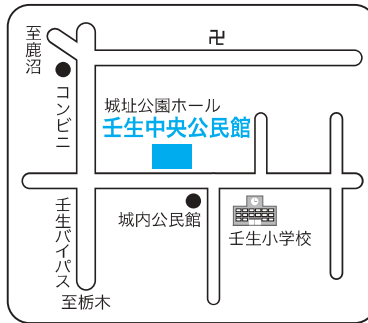 至鹿沼
卍
コンビニ
城址公園ホール
壬生中央公民館
壬生バイパス
城内公民館
壬生小学校
至栃木